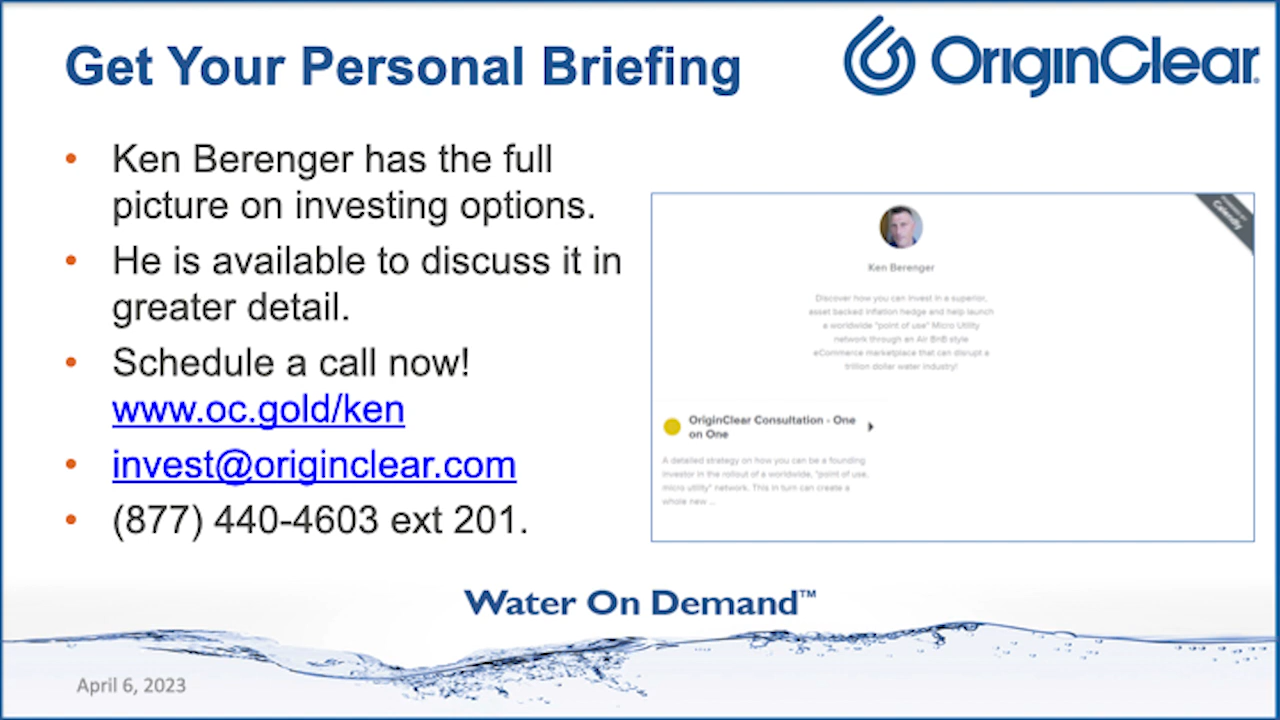 Get Your Personal Briefing
OriginClear
• Ken Berenger has the full
picture on investing options.
• He is available to discuss it in
greater detail.
• Schedule a call now!
www.oc.gold/ken
• invest@originclear.com
• (877) 440-4603 ext 201.
POWERED BY
Calendly
Ken Berenger
Discover how you can invest in a superior,
asset backed inflation hedge and help launch
a worldwide "point of use" Micro Utility
network through an Air BnB style
eCommerce marketplace that can disrupt a
trillion dollar water industry!
OriginClear Consultation - One
on One
A detailed strategy on how you can be a founding
investor in the rollout of a worldwide, "point of use,
micro utility" network. This in turn can create a
whole new ...
Water On Demand™
April 6, 2023